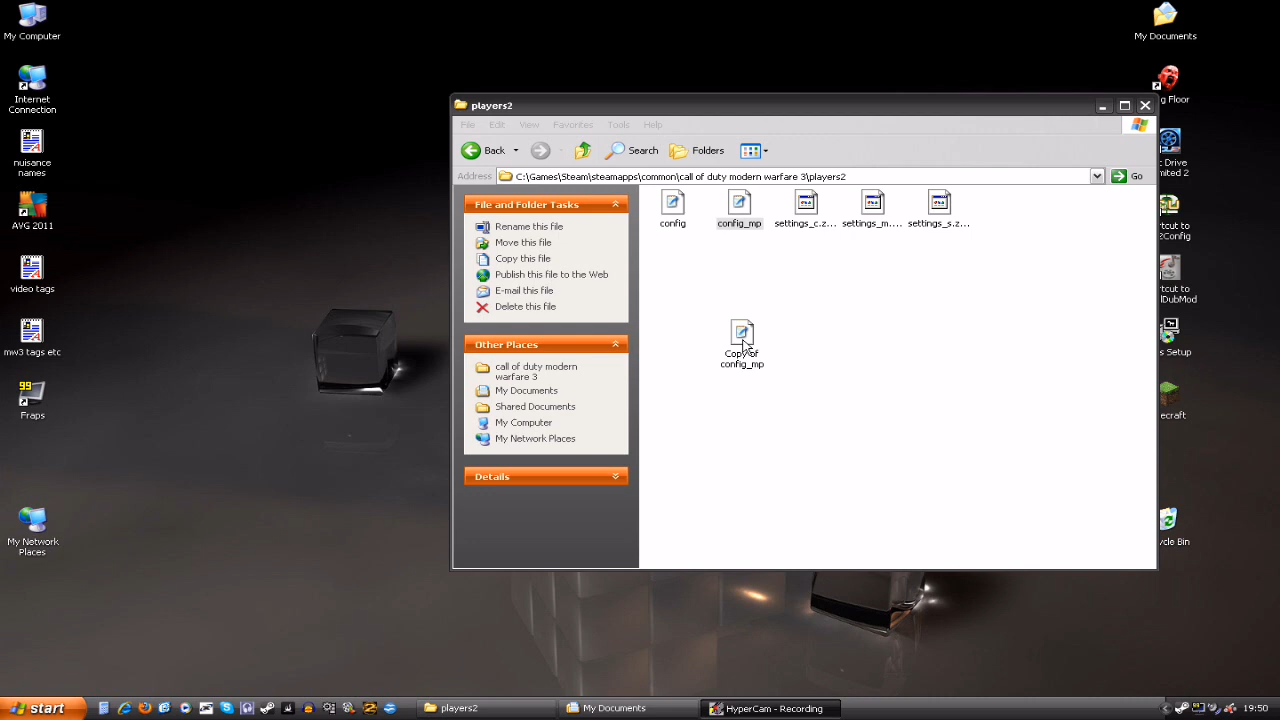 My Computer
Internet
Connection
nuisance
names
AVG 2011
video tags
mw3 tags etc
99
Fraps
My Network
Places
players2
File Edit View Favorites Tools Help
Back Search Folders
Address C:\Games\Steam\steamapps\common\call of duty modern warfare 3\players2 Go
File and Folder Tasks
Rename this file
Move this file
Copy this file
Publish this file to the Web
E-mail this file
Delete this file
Other Places
call of duty modern
warfare 3
My Documents
Shared Documents
My Computer
My Network Places
Details
config
config_mp
settings_c.z...
settings_m....
settings_s.z...
Copy of
config_mp
My Documents
g Floor
t Drive
mited 2
tcut to
2Config
tcut to
lDubMod
s Setup
ecraft
ycle Bin
start
players2
My Documents
HyperCam - Recording
19:50